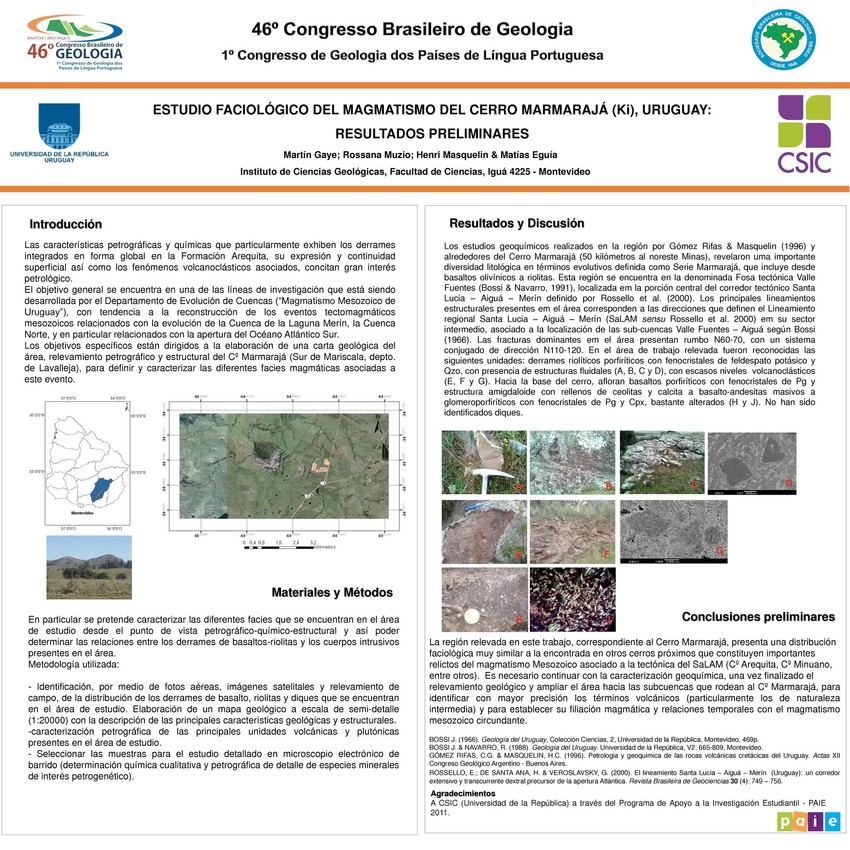 46º Congresso Brasileiro de Geologia
1º Congresso de Geologia dos Países de Língua Portuguesa
SANTOS | SÃO PAULO
46º Congresso Brasileiro de
GEOLOGIA
1º Congresso de Geologia dos
Países de Língua Portuguesa
SOCIEDADE BRASILEIRA DE GEOLOGIA
DESDE 1946
UNIVERSIDAD DE LA REPÚBLICA
URUGUAY
ESTUDIO FACIOLÓGICO DEL MAGMATISMO DEL CERRO MARMARAJÁ (Ki), URUGUAY:
RESULTADOS PRELIMINARES
Martín Gaye; Rossana Muzio; Henri Masquelin & Matías Eguía
Instituto de Ciencias Geológicas, Facultad de Ciencias, Iguá 4225 - Montevideo
CSIC
Introducción
Las características petrográficas y químicas que particularmente exhiben los derrames
integrados en forma global en la Formación Arequita, su expresión y continuidad
superficial así como los fenómenos volcanoclásticos asociados, concitan gran interés
petrológico.
El objetivo general se encuentra en una de las líneas de investigación que está siendo
desarrollada por el Departamento de Evolución de Cuencas ("Magmatismo Mesozoico de
Uruguay"), con tendencia a la reconstrucción de los eventos tectomagmáticos
mesozoicos relacionados con la evolución de la Cuenca de la Laguna Merín, la Cuenca
Norte, y en particular relacionados con la apertura del Océano Atlántico Sur.
Los objetivos específicos están dirigidos a la elaboración de una carta geológica del
área, relevamiento petrográfico y estructural del Cº Marmarajá (Sur de Mariscala, depto.
de Lavalleja), para definir y caracterizar las diferentes facies magmáticas asociadas a
este evento.
Montevideo
0 0,4 0,8 1,6 2,4 3,2
Kilómetros
Materiales y Métodos
En particular se pretende caracterizar las diferentes facies que se encuentran en el área
de estudio desde el punto de vista petrográfico-químico-estructural y así poder
determinar las relaciones entre los derrames de basaltos-riolitas y los cuerpos intrusivos
presentes en el área.
Metodología utilizada:
- Identificación, por medio de fotos aéreas, imágenes satelitales y relevamiento de
campo, de la distribución de los derrames de basalto, riolitas y diques que se encuentran
en el área de estudio. Elaboración de un mapa geológico a escala de semi-detalle
(1:20000) con la descripción de las principales características geológicas y estructurales.
-caracterización petrográfica de las principales unidades volcánicas y plutónicas
presentes en el área de estudio.
- Seleccionar las muestras para el estudio detallado en microscopio electrónico de
barrido (determinación química cualitativa y petrográfica de detalle de especies minerales
de interés petrogenético).
Resultados y Discusión
Los estudios geoquímicos realizados en la región por Gómez Rifas & Masquelin (1996) y
alrededores del Cerro Marmarajá (50 kilómetros al noreste Minas), revelaron uma importante
diversidad litológica en términos evolutivos definida como Serie Marmarajá, que incluye desde
basaltos olivínicos a riolitas. Esta región se encuentra en la denominada Fosa tectónica Valle
Fuentes (Bossi & Navarro, 1991), localizada em la porción central del corredor tectónico Santa
Lucia – Aiguá – Merín definido por Rossello et al. (2000). Los principales lineamientos
estructurales presentes en el área corresponden a las direcciones que definen el Lineamiento
regional Santa Lucía – Aiguá – Merín (SaLAM sensu Rossello et al. 2000) em su sector
intermedio, asociado a la localización de las sub-cuencas Valle Fuentes – Aiguá según Bossi
(1966). Las fracturas dominantes em el área presentan rumbo N60-70, con un sistema
conjugado de dirección N110-120. En el área de trabajo relevada fueron reconocidas las
siguientes unidades: derrames riolíticos porfiríticos con fenocristales de feldespato potásico y
Qzo, con presencia de estructuras fluidales (A, B, C y D), con escasos niveles volcanoclásticos
(E, F y G). Hacia la base del cerro, afloran basaltos porfiríticos con fenocristales de Pg y
estructura amigdaloide con rellenos de ceolitas y calcita a basalto-andesitas masivos a
glomeroporfiríticos con fenocristales de Pg y Cpx, bastante alterados (H y J). No han sido
identificados diques.
A
B
C
D
E
F
G
Conclusiones preliminares
La región relevada en este trabajo, correspondiente al Cerro Marmarajá, presenta una distribución
faciológica muy similar a la encontrada en otros cerros próximos que constituyen importantes
relictos del magmatismo Mesozoico asociado a la tectónica del SaLAM (Cº Arequita, Cº Minuano,
entre otros). Es necesario continuar con la caracterización geoquímica, una vez finalizado el
relevamiento geológico y ampliar el área hacia las subcuencas que rodean al Cº Marmarajá, para
identificar con mayor precisión los términos volcánicos (particularmente los de naturaleza
intermedia) y para establecer su filiación magmática y relaciones temporales con el magmatismo
mesozoico circundante.
BOSSI J. (1966). Geología del Uruguay, Colección Ciencias, 2, Universidad de la República, Montevideo, 469p.
BOSSI J. & NAVARRO, R. (1988). Geología del Uruguay. Universidad de la República, V2: 665-809, Montevideo.
GÓMEZ RIFAS, C.G. & MASQUELIN, H.C. (1996). Petrología y geoquímica de las rocas volcánicas cretácicas del Uruguay. Actas XII
Congreso Geológico Argentino - Buenos Aires.
ROSSELLO, E.; DE SANTA ANA, H. & VEROSLAVSKY, G. (2000). El lineamiento Santa Lucía – Aiguá – Merín (Uruguay): un corredor
extensivo y transcurrente dextral precursor de la apertura Atlántica. Revista Brasileira de Geociencias 30 (4): 749 – 756.
Agradecimientos
A CSIC (Universidad de la República) a través del Programa de Apoyo a la Investigación Estudiantil - PAIE
2011.
paie